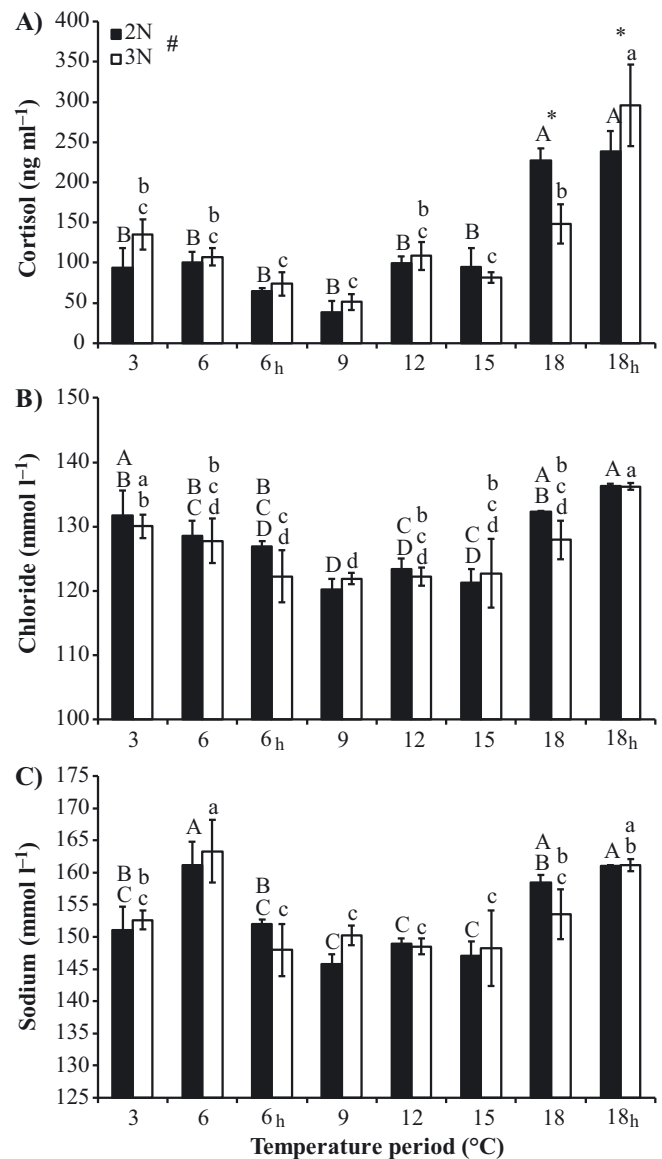 A)
Cortisol (ng ml⁻¹)
400
350
300
250
200
150
100
50
0
2N
3N
#
B
b
c
B
b
c
B
c
B
c
B
b
c
B
c
A
*
b
A
*
a
3 6 6h 9 12 15 18 18h
B)
Chloride (mmol l⁻¹)
150
140
130
120
110
100
A
B
a
b
B
C
b
c
d
B
C
D
c
d
D
d
C
D
b
c
d
C
D
b
c
d
A
B
b
c
d
A
a
3 6 6h 9 12 15 18 18h
C)
Sodium (mmol l⁻¹)
175
170
165
160
155
150
145
140
135
130
125
B
C
b
c
A
a
B
C
c
C
c
C
c
C
c
A
B
b
c
A
a
b
3 6 6h 9 12 15 18 18h
Temperature period (°C)